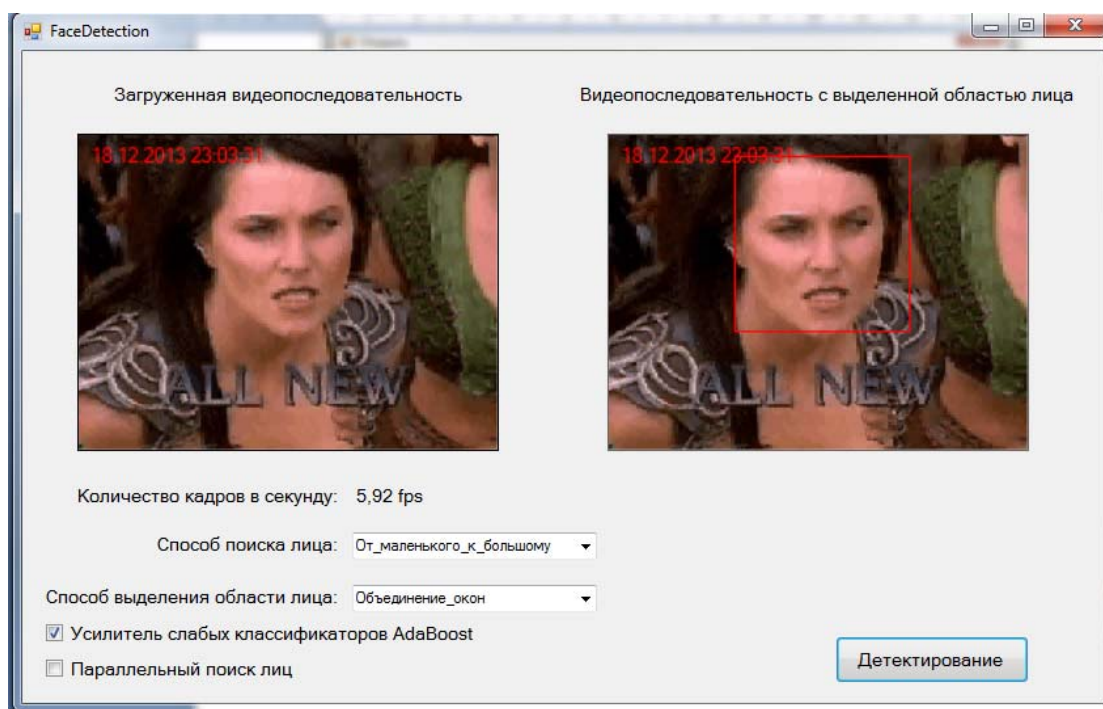 FaceDetection
Загруженная видеопоследовательность
Видеопоследовательность с выделенной областью лица
18.12.2013 23:03:31
18.12.2013 23:03:31
ALL NEW
ALL NEW
Количество кадров в секунду: 5,92 fps
Способ поиска лица: От_маленького_к_большому
Способ выделения области лица: Объединение_окон
Усилитель слабых классификаторов AdaBoost
Параллельный поиск лиц
Детектирование